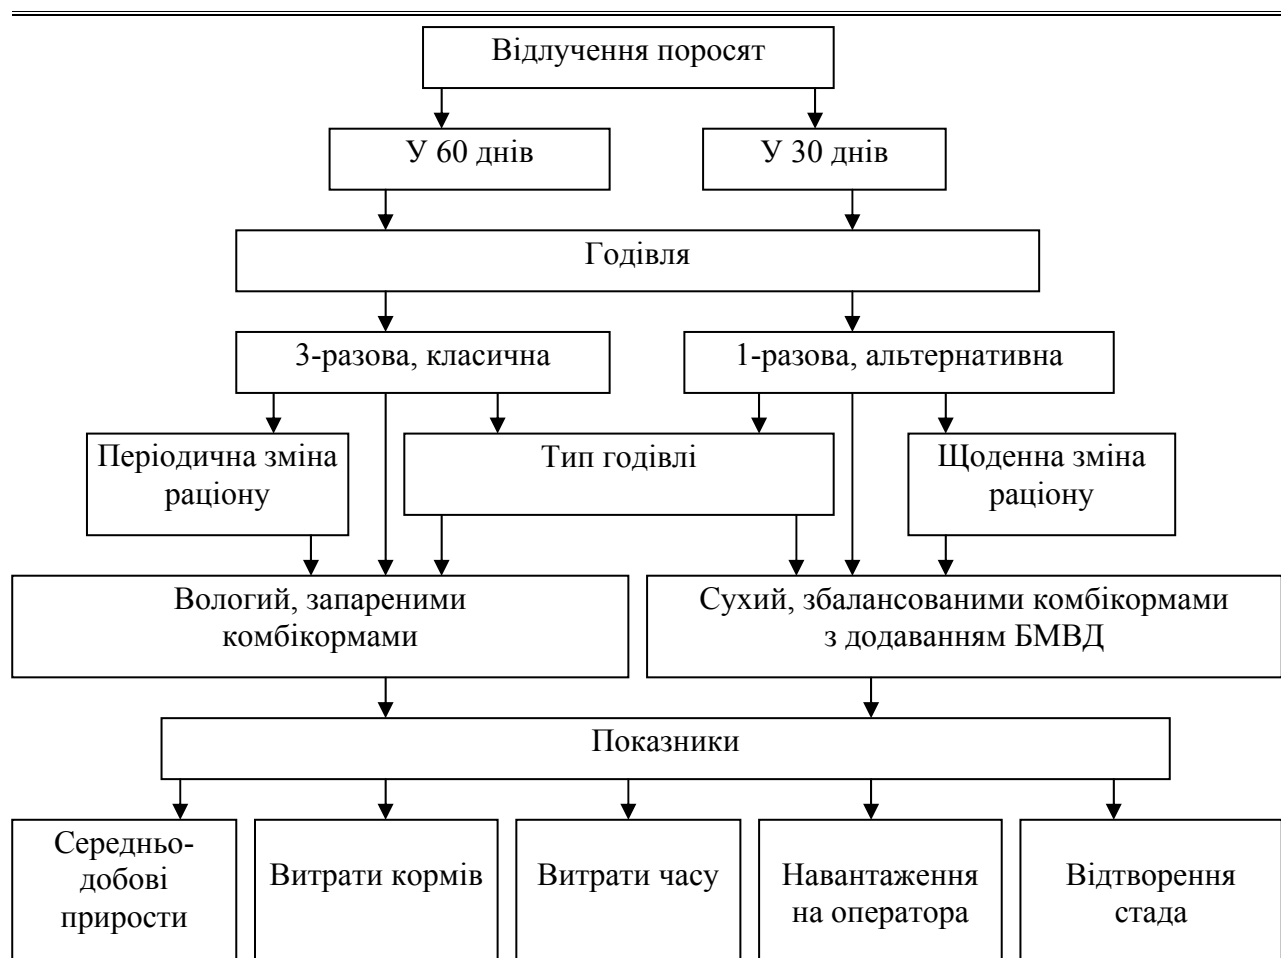 Відлучення поросят
У 60 днів
У 30 днів
Годівля
3-разова, класична
1-разова, альтернативна
Періодична зміна
раціону
Тип годівлі
Щоденна зміна
раціону
Вологий, запареними
комбікормами
Сухий, збалансованими комбікормами
з додаванням БМВД
Показники
Середньо-
добові
прирости
Витрати кормів
Витрати часу
Навантаження
на оператора
Відтворення
стада